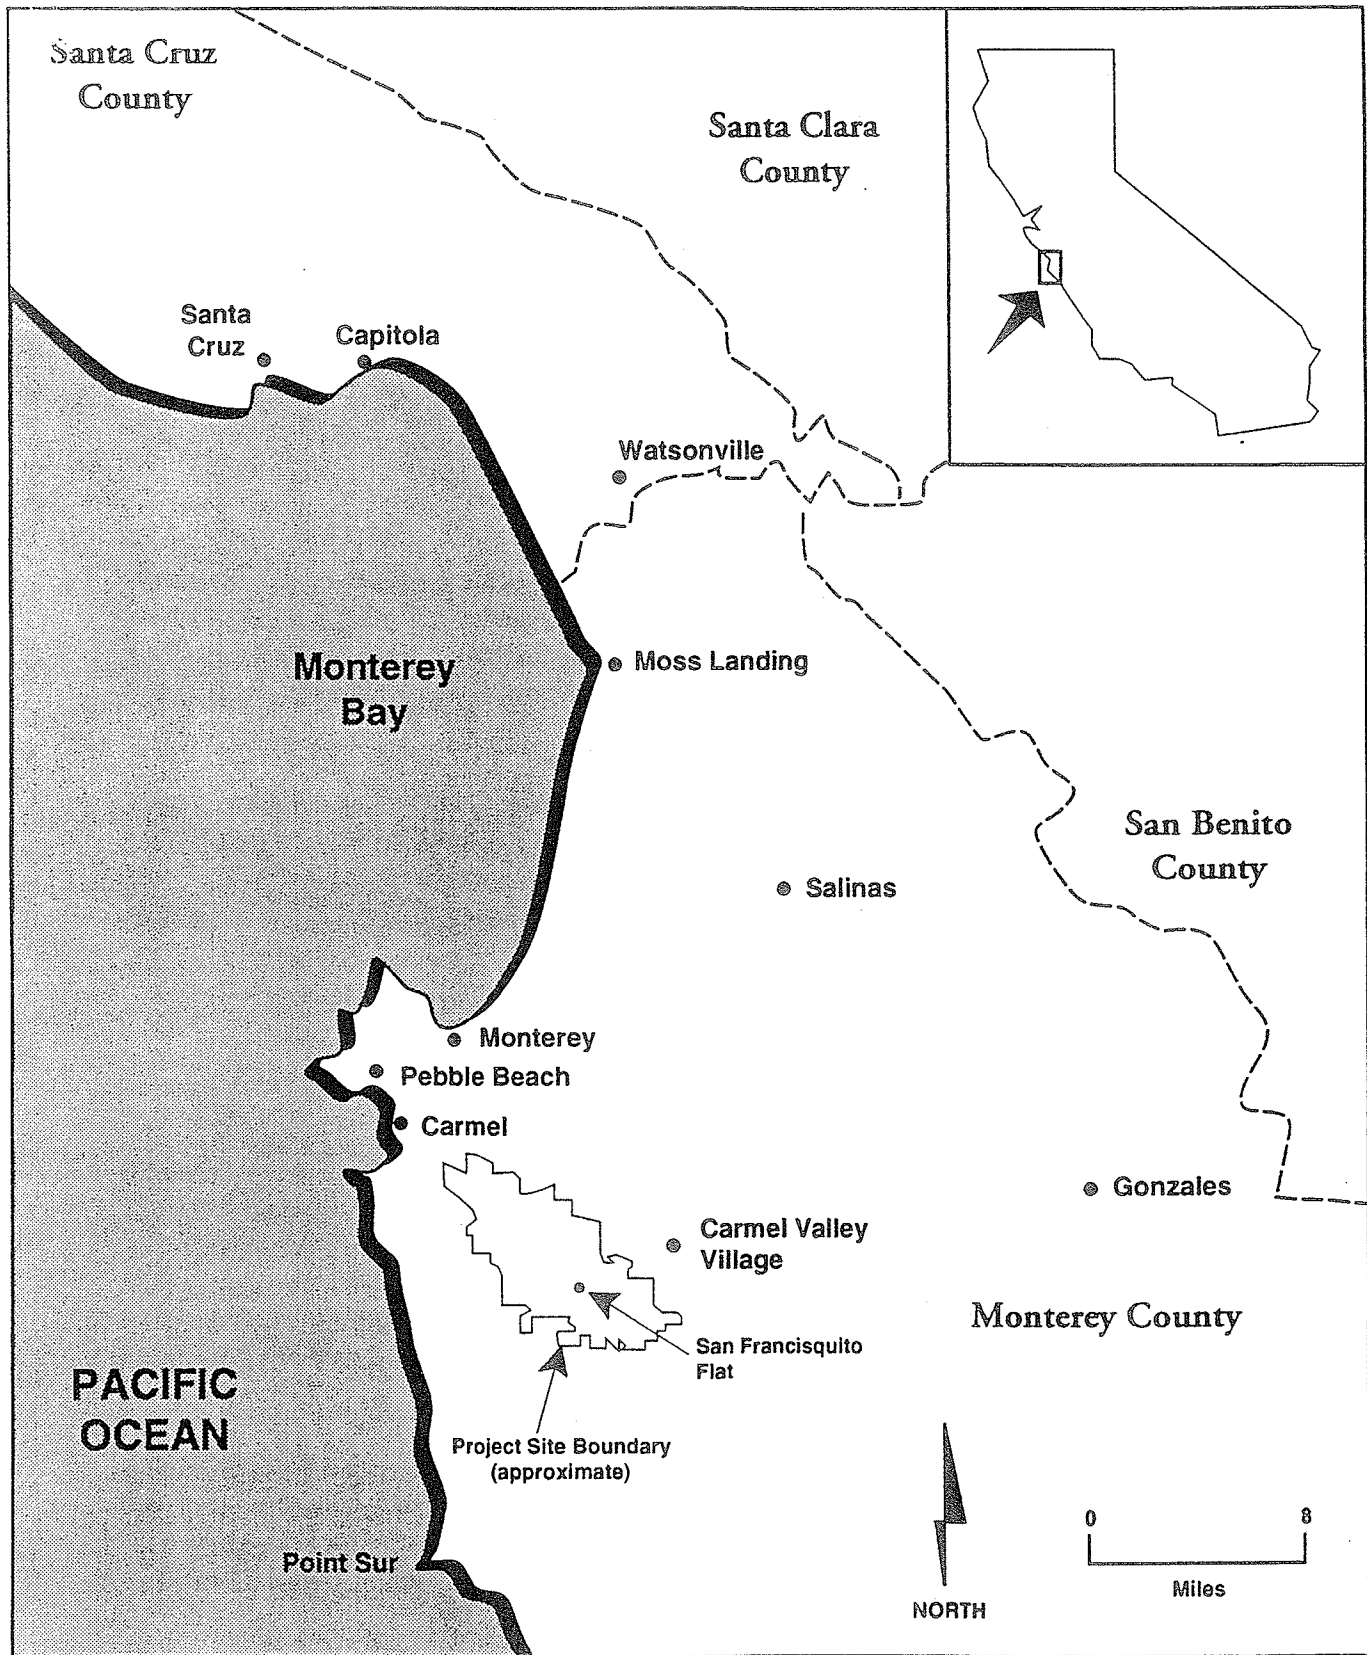 Santa Cruz
County
Santa Clara
County
Santa
Cruz
Capitola
Watsonville
Monterey
Bay
Moss Landing
San Benito
County
Salinas
Monterey
Pebble Beach
Carmel
Gonzales
Carmel Valley
Village
Monterey County
San Francisquito
Flat
PACIFIC
OCEAN
Project Site Boundary
(approximate)
Point Sur
NORTH
0 8
Miles